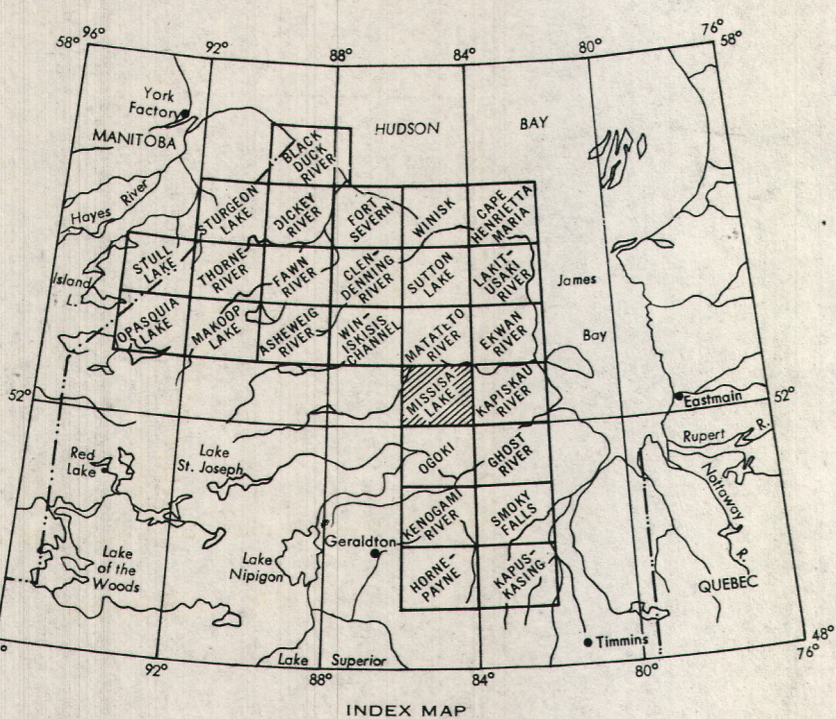 96° 92° 88° 84° 80° 76°
58° 58°
York
Factory
MANITOBA
HUDSON BAY
BLACK
DUCK
RIVER
Hayes River
STURGEON
LAKE
DICKEY
RIVER
FORT
SEVERN
WINISK
CAPE
HENRIETTA
MARIA
Island
L.
STULL
LAKE
THORNE
RIVER
FAWN
RIVER
CLEN-
DENNING
RIVER
SUTTON
LAKE
LAKIT-
USAKI
RIVER
James
Bay
OPASQUIA
LAKE
MAKOOP
LAKE
ASHEWEIG
RIVER
WIN-
ISKISIS
CHANNEL
MATATETO
RIVER
EKWAN
RIVER
MISSISA
LAKE
KAPISKAU
RIVER
52° 52°
Eastmain
Rupert R.
Nottaway
R.
Red
Lake
Lake
St. Joseph
OGOKI
GHOST
RIVER
KENOGAMI
RIVER
SMOKY
FALLS
Geraldton
Lake
Nipigon
Lake
of the
Woods
HORNE-
PAYNE
KAPUS-
KASING
QUEBEC
Timmins
48°
Lake Superior
92° 88° 84° 80° 76°
INDEX MAP